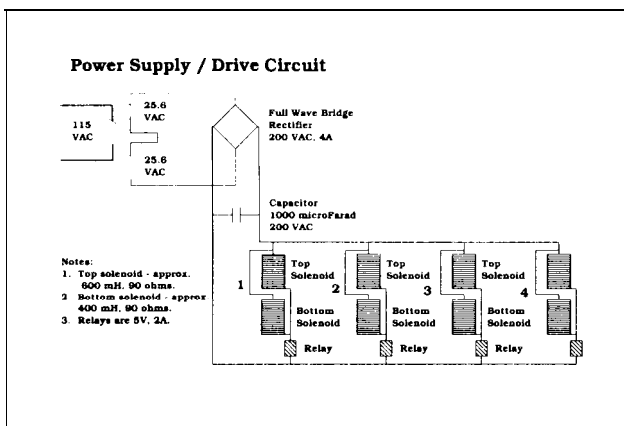 Power Supply / Drive Circuit
25.6
VAC
115
VAC
25.6
VAC
Full Wave Bridge
Rectifier
200 VAC, 4A
Capacitor
1000 microFarad
200 VAC
Notes:
1. Top solenoid - approx.
600 mH, 90 ohms.
2 Bottom solenoid - approx
400 mH, 90 ohms.
3. Relays are 5V, 2A.
1
Top
Solenoid
Bottom
Solenoid
Relay
2
Top
Solenoid
Bottom
Solenoid
Relay
3
Top
Solenoid
Bottom
Solenoid
Relay
4